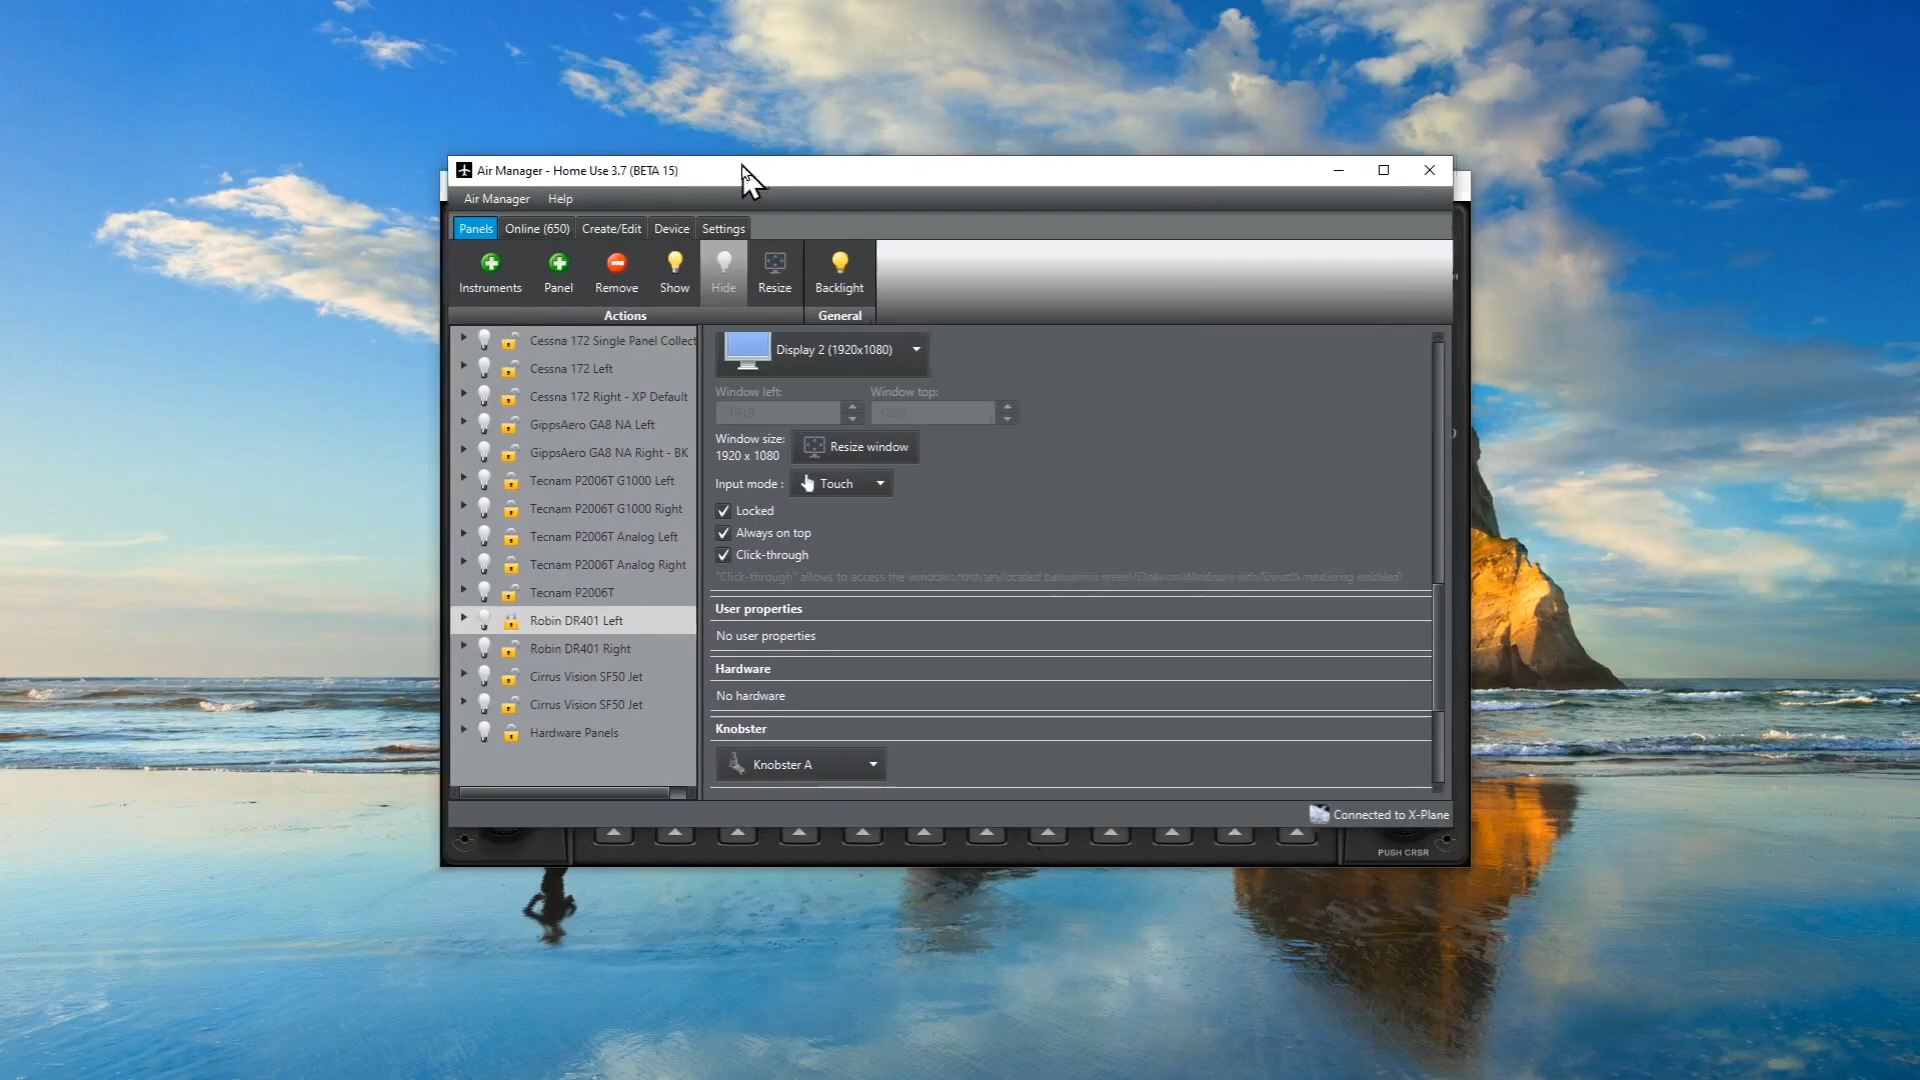 Air Manager - Home Use 3.7 (BETA 15)
Air Manager Help
Panels Online (650) Create/Edit Device Settings
Instruments Panel Remove Show Hide Resize Backlight
Actions General
Cessna 172 Single Panel Collect
Cessna 172 Left
Cessna 172 Right - XP Default
GippsAero GA8 NA Left
GippsAero GA8 NA Right - BK
Tecnam P2006T G1000 Left
Tecnam P2006T G1000 Right
Tecnam P2006T Analog Left
Tecnam P2006T Analog Right
Tecnam P2006T
Robin DR401 Left
Robin DR401 Right
Cirrus Vision SF50 Jet
Cirrus Vision SF50 Jet
Hardware Panels
Display 2 (1920x1080)
Window left: Window top:
Window size:
1920 x 1080
Resize window
Input mode : Touch
Locked
Always on top
Click-through
"Click-through" allows to access the
User properties
No user properties
Hardware
No hardware
Knobster
Knobster A
Connected to X-Plane
PUSH CRSR